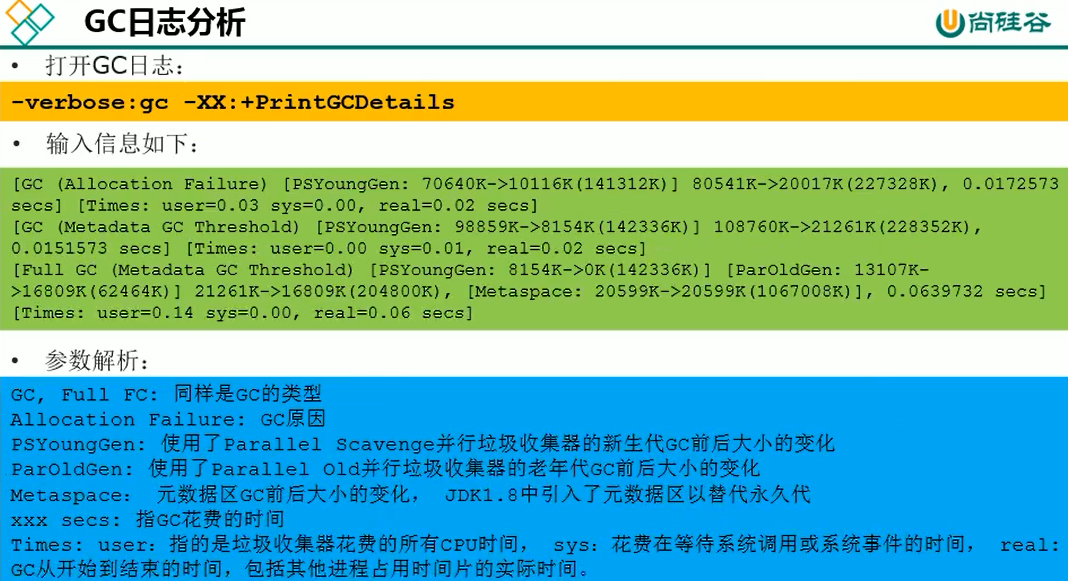 GC日志分析
尚硅谷
• 打开GC日志:
-verbose:gc -XX:+PrintGCDetails
• 输入信息如下:
[GC (Allocation Failure) [PSYoungGen: 70640K->10116K(141312K)] 80541K->20017K(227328K), 0.0172573
secs] [Times: user=0.03 sys=0.00, real=0.02 secs]
[GC (Metadata GC Threshold) [PSYoungGen: 98859K->8154K(142336K)] 108760K->21261K(228352K),
0.0151573 secs] [Times: user=0.00 sys=0.01, real=0.02 secs]
[Full GC (Metadata GC Threshold) [PSYoungGen: 8154K->0K(142336K)] [ParOldGen: 13107K-
>16809K(62464K)] 21261K->16809K(204800K), [Metaspace: 20599K->20599K(1067008K)], 0.0639732 secs]
[Times: user=0.14 sys=0.00, real=0.06 secs]
• 参数解析:
GC, Full FC: 同样是GC的类型
Allocation Failure: GC原因
PSYoungGen: 使用了Parallel Scavenge并行垃圾收集器的新生代GC前后大小的变化
ParOldGen: 使用了Parallel Old并行垃圾收集器的老年代GC前后大小的变化
Metaspace: 元数据区GC前后大小的变化, JDK1.8中引入了元数据区以替代永久代
xxx secs: 指GC花费的时间
Times: user: 指的是垃圾收集器花费的所有CPU时间, sys: 花费在等待系统调用或系统事件的时间, real:
GC从开始到结束的时间,包括其他进程占用时间片的实际时间。